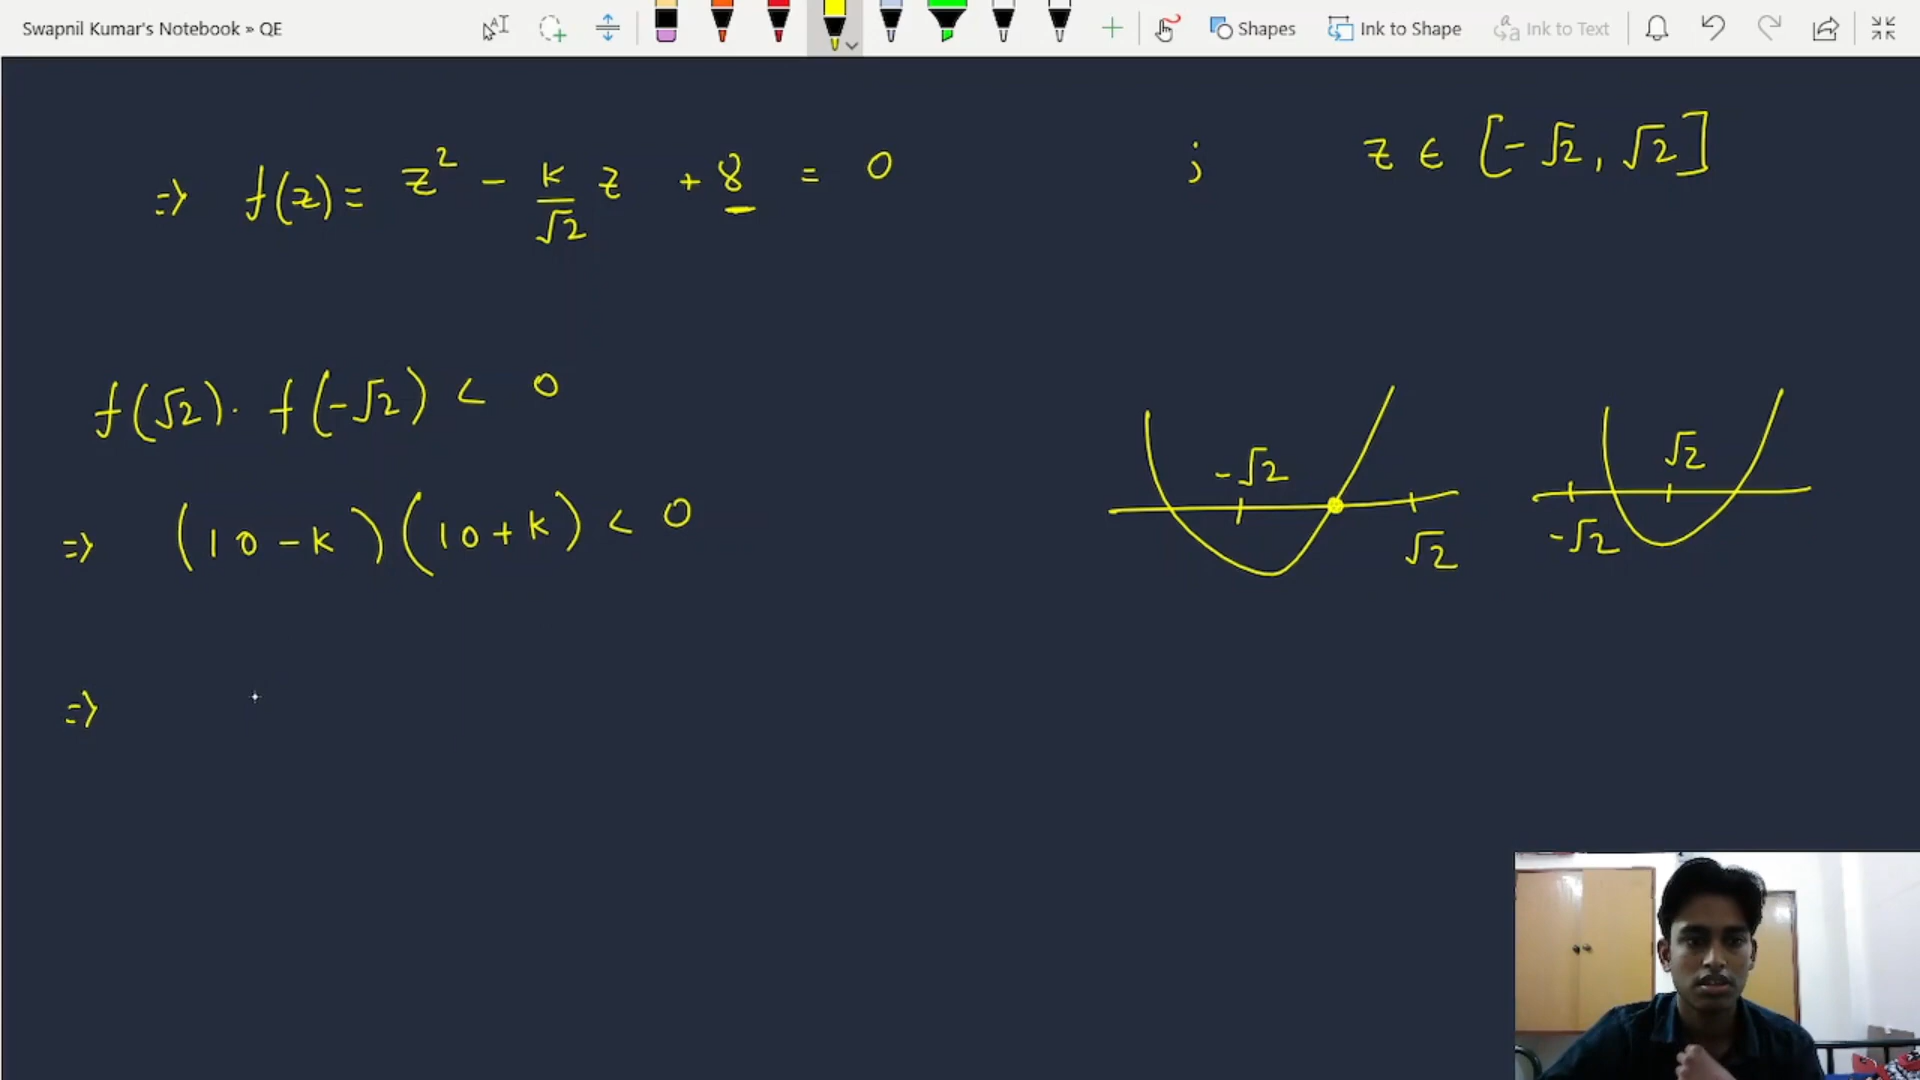 Swapnil Kumar's Notebook » QE
Shapes
Ink to Shape
Ink to Text
=> f(z) = z² - k/√2 z + 8 = 0 ; z ∈ [-√2, √2]
f(√2) . f(-√2) < 0
=> (10 - k)(10 + k) < 0
-√2
√2
√2
-√2
=>